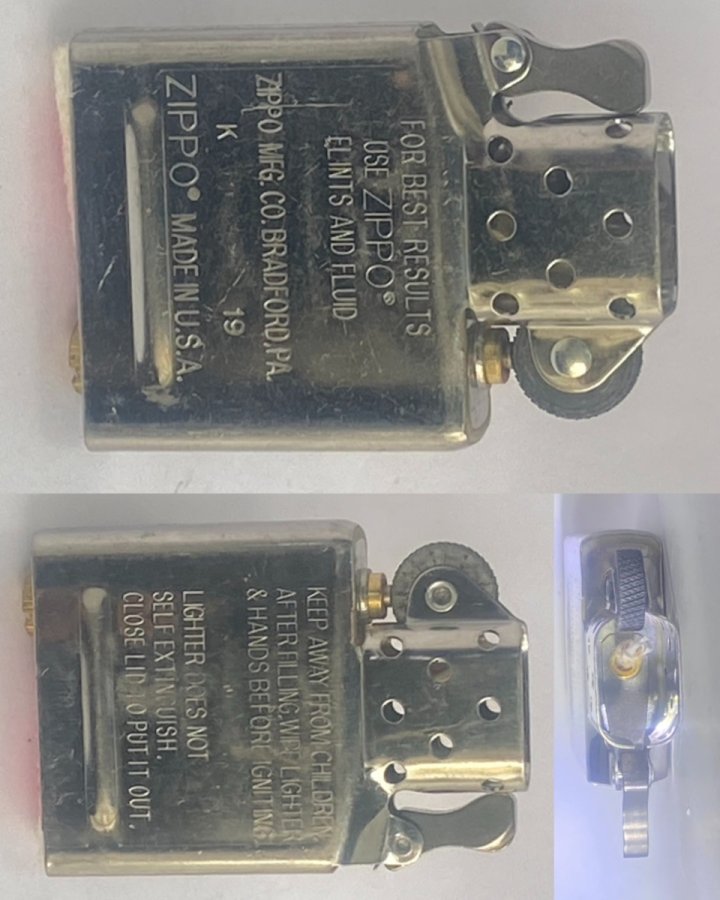 FOR BEST RESULTS
USE ZIPPO®
FLINTS AND FLUID
ZIPPO MFG. CO. BRADFORD, PA.
K 19
ZIPPO® MADE IN U.S.A.
KEEP AWAY FROM CHILDREN
AFTER FILLING, WIPE LIGHTER
& HANDS BEFORE IGNITING
LIGHTER DOES NOT
SELF EXTINGUISH.
CLOSE LID TO PUT IT OUT.